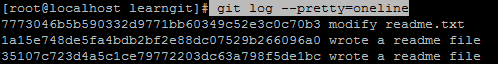 [root@localhost learngit]# git log --pretty=oneline
7773046b5b590332d9771bb60349c52e3c0c70b3 modify readme.txt
1a15e748de5fa4bdb2bf2e88dc07529b266096a0 wrote a readme file
35107c723d4a5c1ce79772203dc63a798f5de1bc wrote a readme file